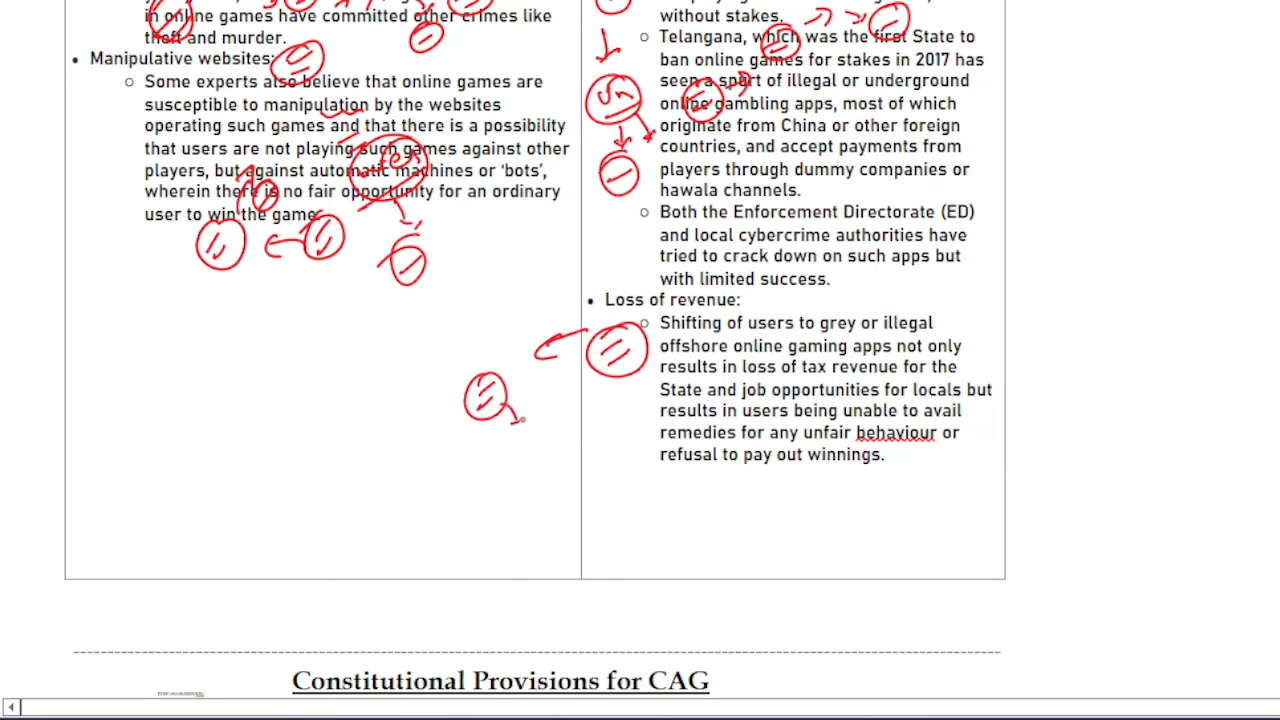 in online games have committed other crimes like
theft and murder.
• Manipulative websites:
o Some experts also believe that online games are
susceptible to manipulation by the websites
operating such games and that there is a possibility
that users are not playing such games against other
players, but against automatic machines or ‘bots’,
wherein there is no fair opportunity for an ordinary
user to win the game.
without stakes.
o Telangana, which was the first State to
ban online games for stakes in 2017 has
seen a spurt of illegal or underground
online gambling apps, most of which
originate from China or other foreign
countries, and accept payments from
players through dummy companies or
hawala channels.
o Both the Enforcement Directorate (ED)
and local cybercrime authorities have
tried to crack down on such apps but
with limited success.
• Loss of revenue:
o Shifting of users to grey or illegal
offshore online gaming apps not only
results in loss of tax revenue for the
State and job opportunities for locals but
results in users being unable to avail
remedies for any unfair behaviour or
refusal to pay out winnings.
Constitutional Provisions for CAG